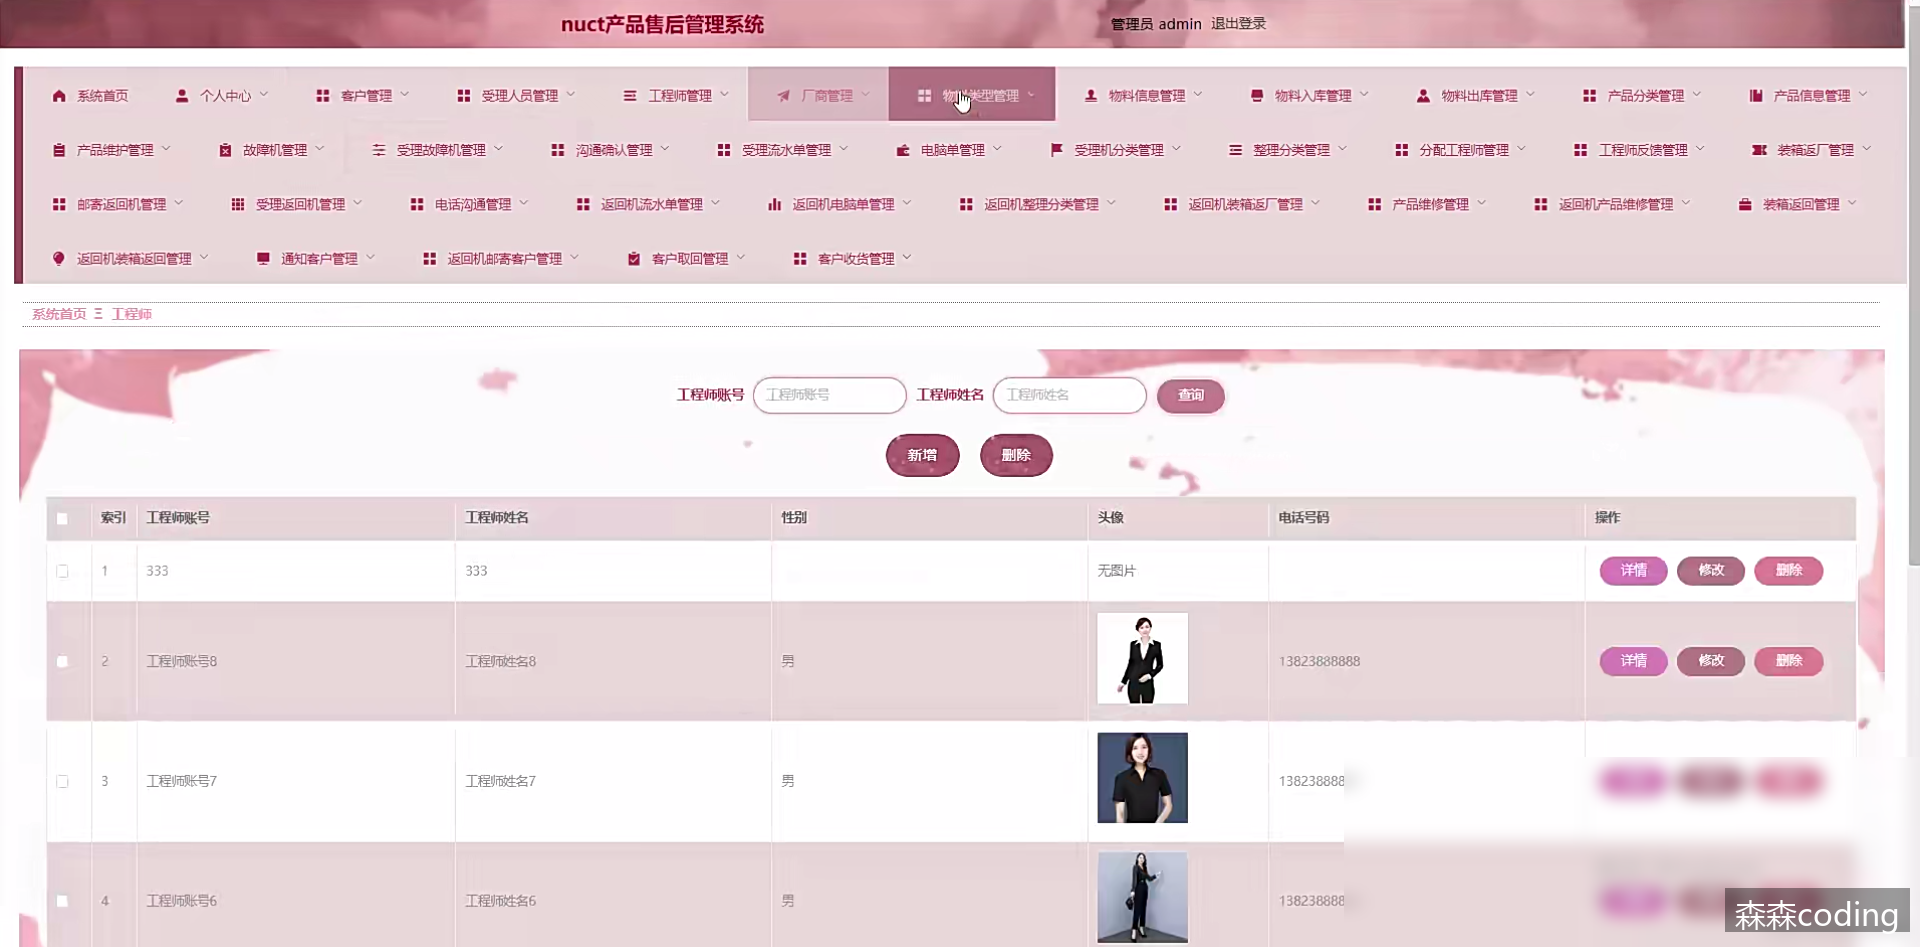 nuct产品售后管理系统 管理员 admin 退出登录
系统首页 个人中心 客户管理 受理人员管理 工程师管理 厂商管理 物料类型管理 物料信息管理 物料入库管理 物料出库管理 产品分类管理 产品信息管理
产品维护管理 故障机管理 受理故障机管理 沟通确认管理 受理流水单管理 电脑单管理 受理机分类管理 整理分类管理 分配工程师管理 工程师反馈管理 装箱返厂管理
邮寄返回机管理 受理返回机管理 电话沟通管理 返回机流水单管理 返回机电脑单管理 返回机整理分类管理 返回机装箱返厂管理 产品维修管理 返回机产品维修管理 装箱返回管理
返回机装箱返回管理 通知客户管理 返回机邮寄客户管理 客户取回管理 客户收货管理
系统首页 Ξ 工程师
工程师账号 工程师账号 工程师姓名 工程师姓名 查询
新增 删除
索引 工程师账号 工程师姓名 性别 头像 电话号码 操作
1 333 333 无图片 详情 修改 删除
2 工程师账号8 工程师姓名8 男 13823888888 详情 修改 删除
3 工程师账号7 工程师姓名7 男 138238888
4 工程师账号6 工程师姓名6 男 138238888
森森coding